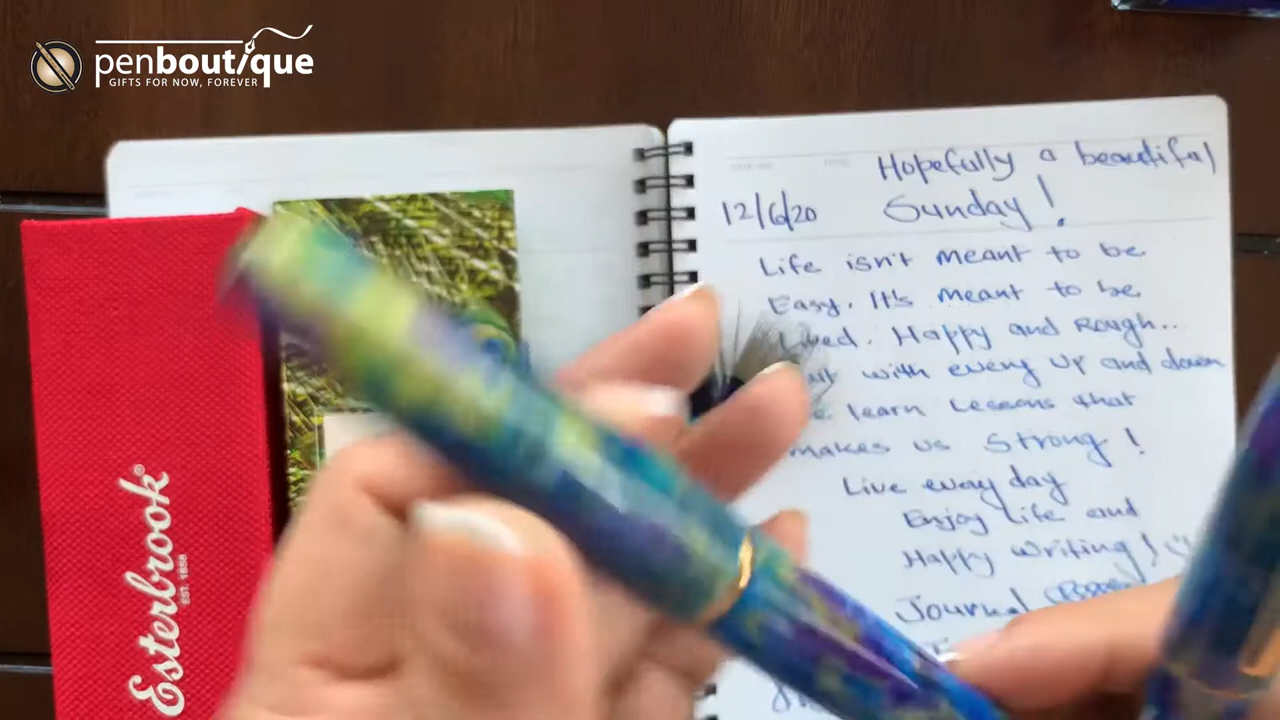 penboutique
GIFTS FOR NOW, FOREVER
Esterbrook®
EST. 1858
Hopefully a beautiful
12/6/20 Sunday!
Life isn't meant to be
Easy. It's meant to be
Lived. Happy and Rough...
with every up and down
learn Lessons that
makes us Strong!
Live every day
Enjoy Life and
Happy Writing!
Journal